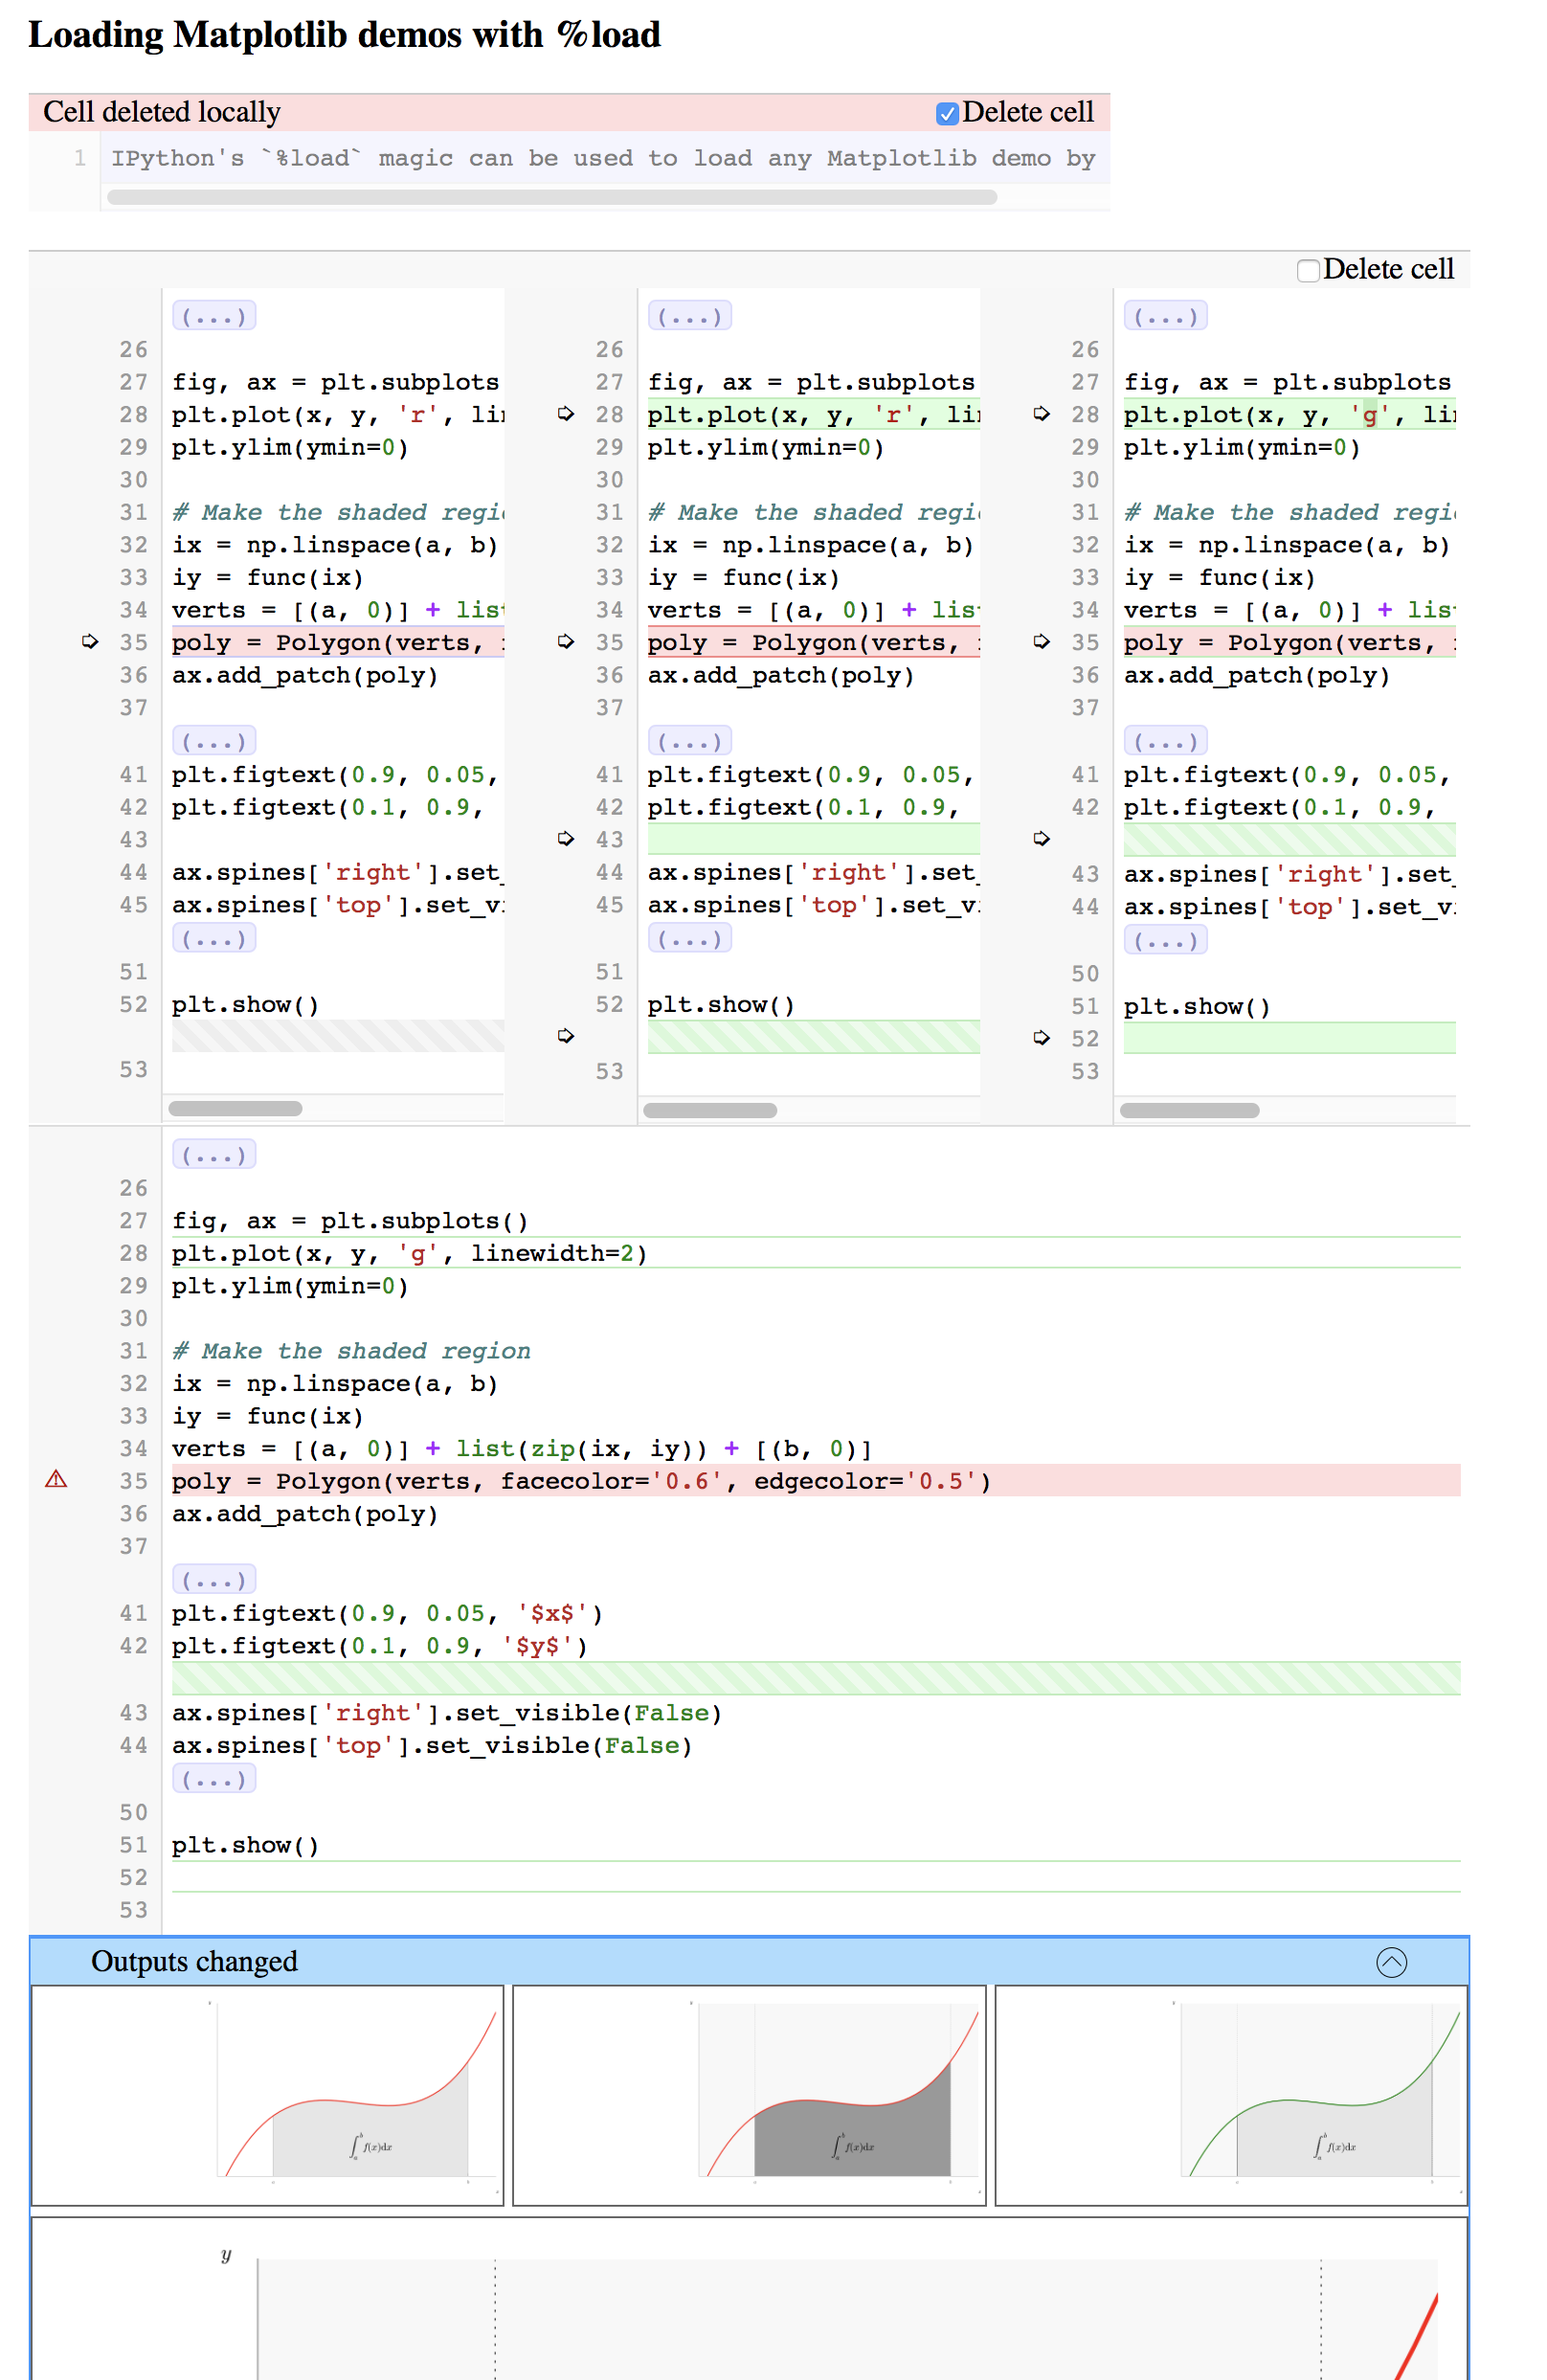 Loading Matplotlib demos with %load
Cell deleted locally
Delete cell
1 IPython's `%load` magic can be used to load any Matplotlib demo by
Delete cell
(...)
26
27 fig, ax = plt.subplots
28 plt.plot(x, y, 'r', li
29 plt.ylim(ymin=0)
30
31 # Make the shaded regi
32 ix = np.linspace(a, b)
33 iy = func(ix)
34 verts = [(a, 0)] + lis
35 poly = Polygon(verts,
36 ax.add_patch(poly)
37
(...)
41 plt.figtext(0.9, 0.05,
42 plt.figtext(0.1, 0.9,
43
44 ax.spines['right'].set_
45 ax.spines['top'].set_v
(...)
51
52 plt.show()
53
(...)
26
27 fig, ax = plt.subplots
28 plt.plot(x, y, 'r', li
29 plt.ylim(ymin=0)
30
31 # Make the shaded regi
32 ix = np.linspace(a, b)
33 iy = func(ix)
34 verts = [(a, 0)] + lis
35 poly = Polygon(verts,
36 ax.add_patch(poly)
37
(...)
41 plt.figtext(0.9, 0.05,
42 plt.figtext(0.1, 0.9,
43
44 ax.spines['right'].set_
45 ax.spines['top'].set_v
(...)
51
52 plt.show()
53
(...)
26
27 fig, ax = plt.subplots
28 plt.plot(x, y, 'g', li
29 plt.ylim(ymin=0)
30
31 # Make the shaded regi
32 ix = np.linspace(a, b)
33 iy = func(ix)
34 verts = [(a, 0)] + lis
35 poly = Polygon(verts,
36 ax.add_patch(poly)
37
(...)
41 plt.figtext(0.9, 0.05,
42 plt.figtext(0.1, 0.9,
43 ax.spines['right'].set_
44 ax.spines['top'].set_v
(...)
50
51 plt.show()
52
53
(...)
26
27 fig, ax = plt.subplots()
28 plt.plot(x, y, 'g', linewidth=2)
29 plt.ylim(ymin=0)
30
31 # Make the shaded region
32 ix = np.linspace(a, b)
33 iy = func(ix)
34 verts = [(a, 0)] + list(zip(ix, iy)) + [(b, 0)]
35 poly = Polygon(verts, facecolor='0.6', edgecolor='0.5')
36 ax.add_patch(poly)
37
(...)
41 plt.figtext(0.9, 0.05, '$x$')
42 plt.figtext(0.1, 0.9, '$y$')
43 ax.spines['right'].set_visible(False)
44 ax.spines['top'].set_visible(False)
(...)
50
51 plt.show()
52
53
Outputs changed
∫ₐᵇ f(x)dx
∫ₐᵇ f(x)dx
∫ₐᵇ f(x)dx
y